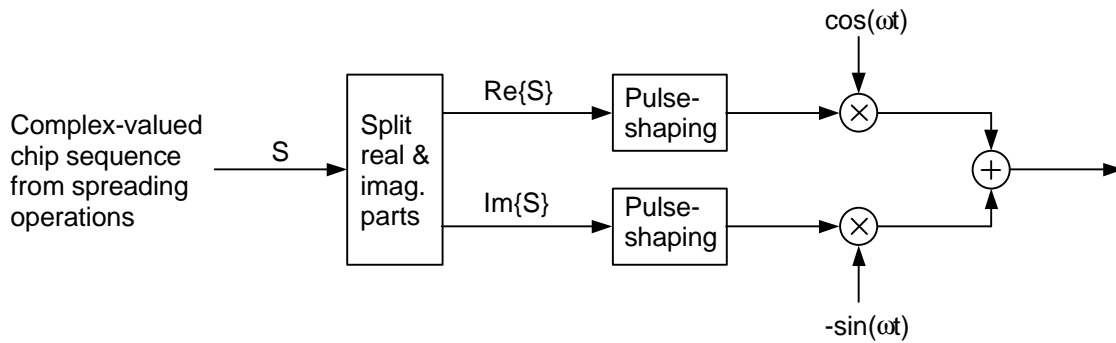 cos(ωt)
Complex-valued
chip sequence
from spreading
operations
S
Split
real &
imag.
parts
Re{S}
Im{S}
Pulse-
shaping
Pulse-
shaping
-sin(ωt)